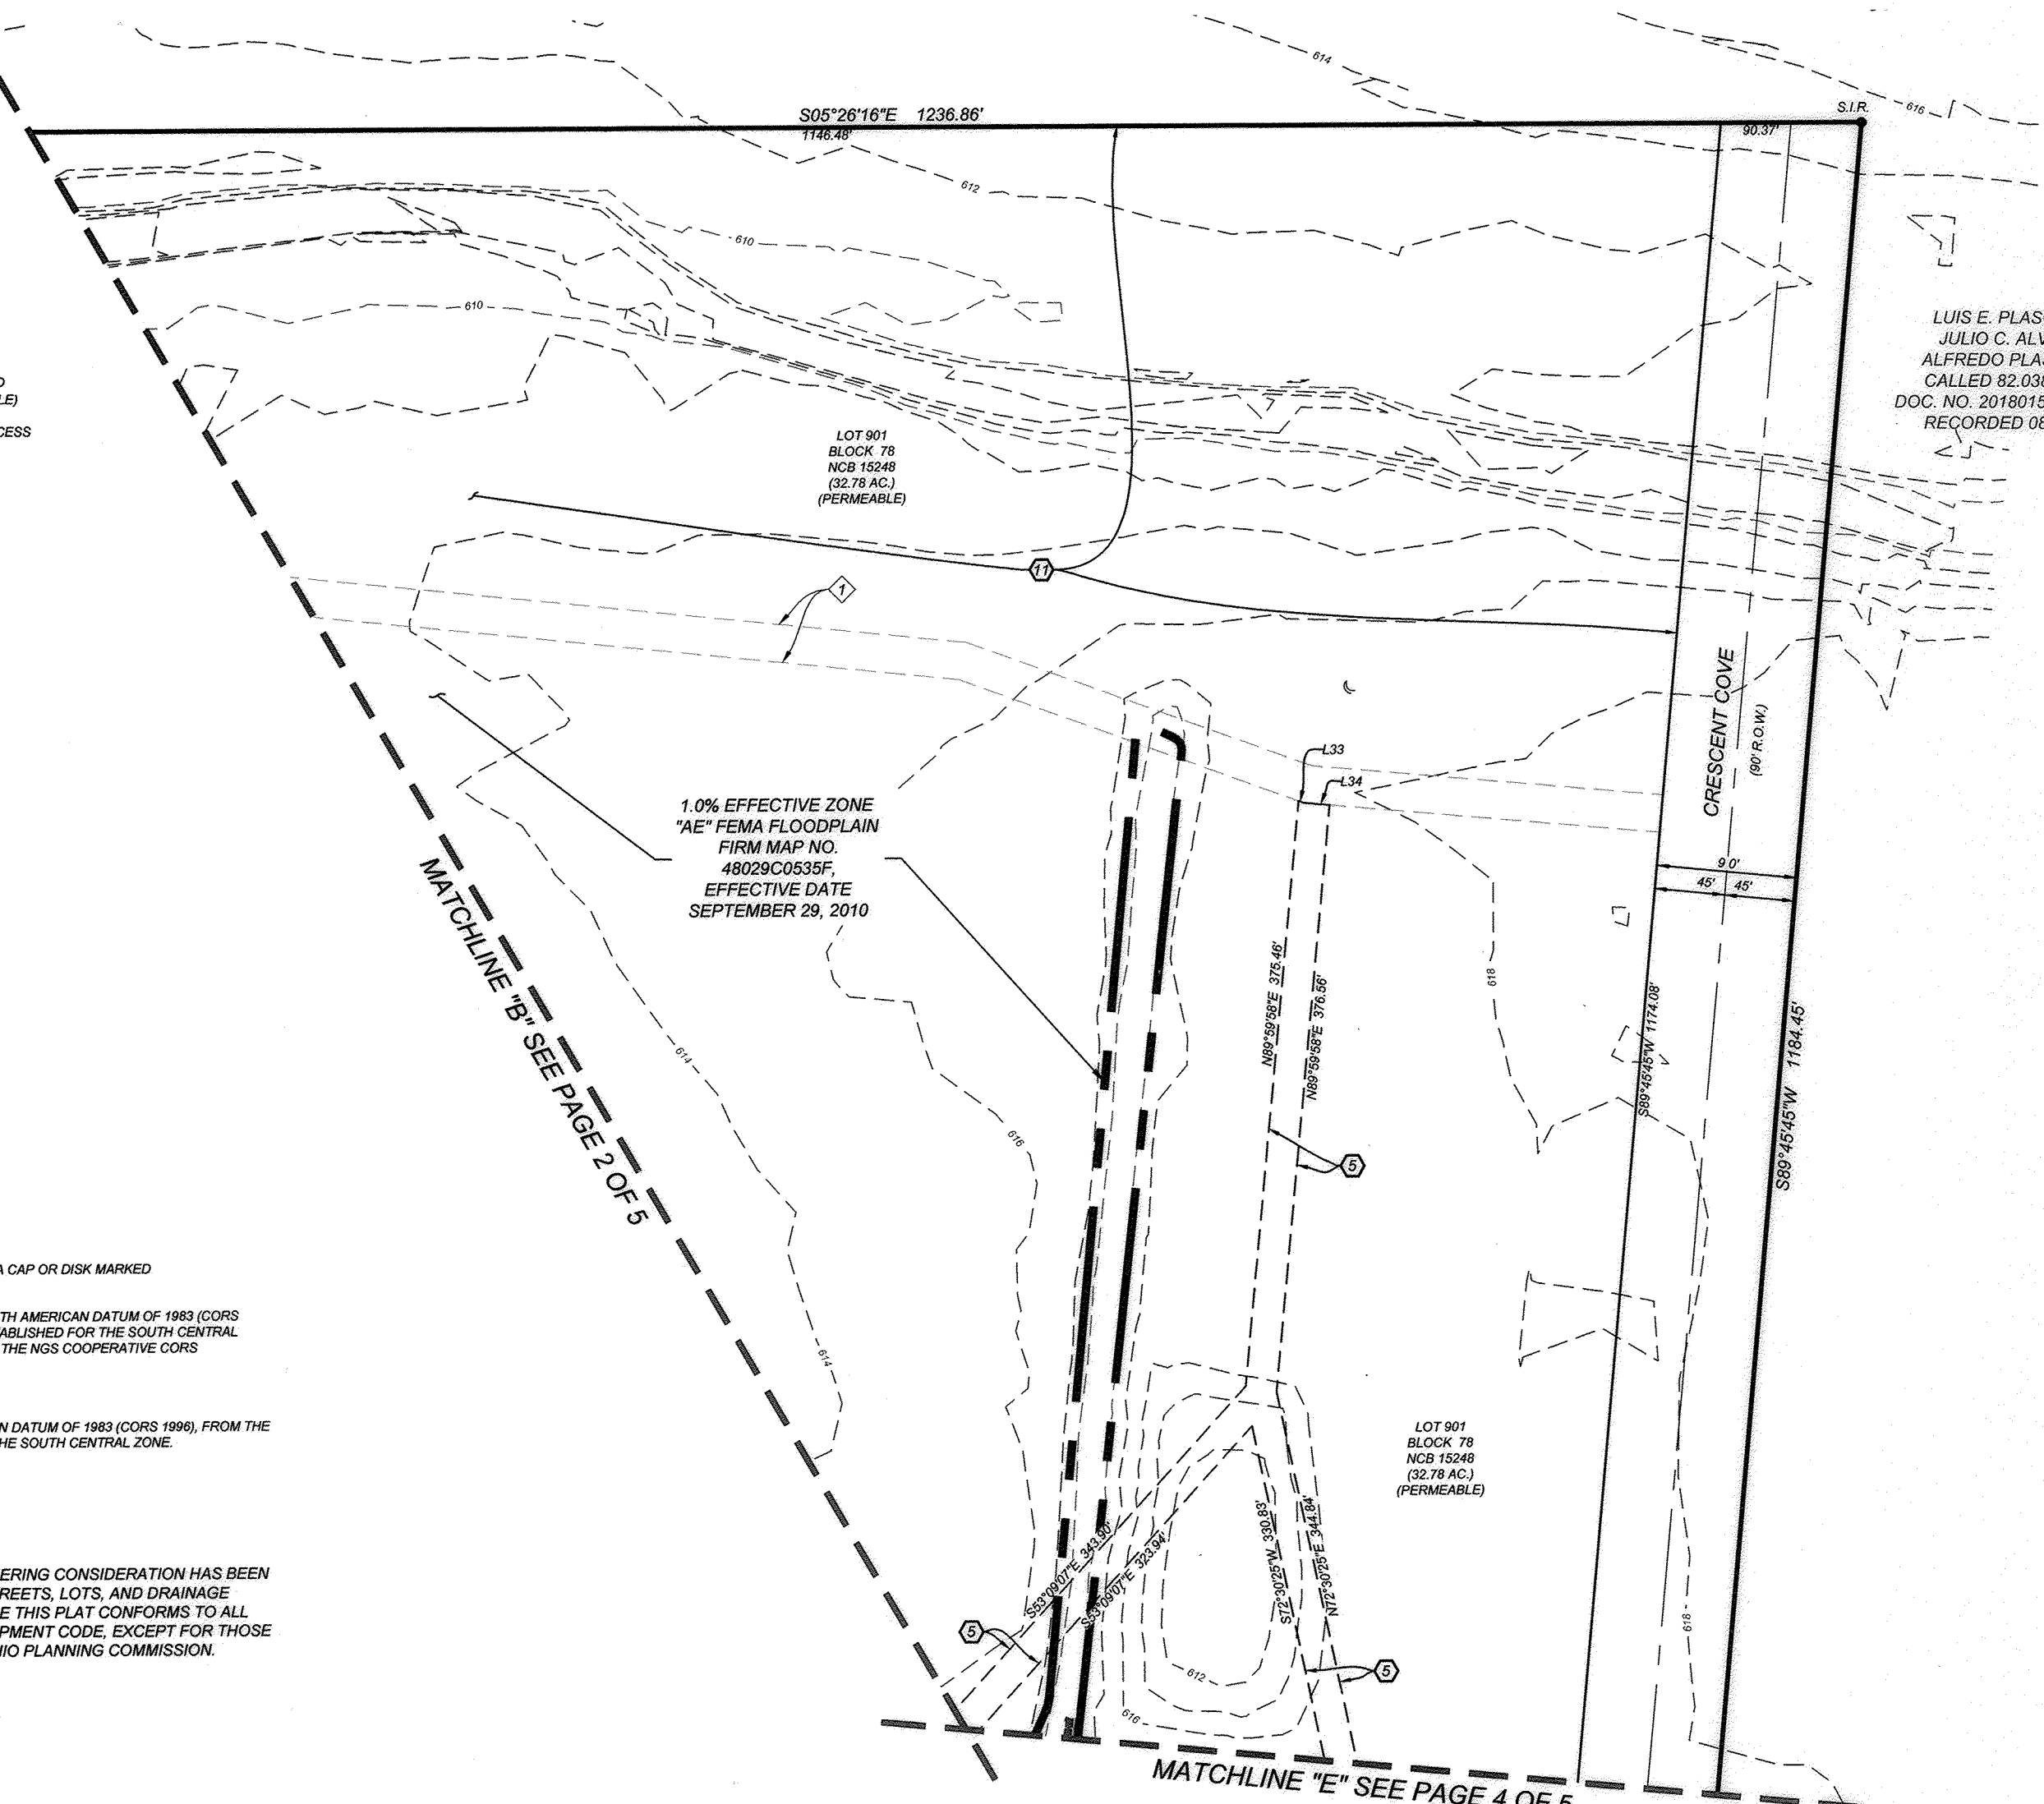 614
616
S.I.R.
S05°26'16"E 1236.86'
1146.48'
90.37'
612
610
610
LUIS E. PLAS
JULIO C. ALV
ALFREDO PLA
CALLED 82.038
DOC. NO. 2018015
RECORDED 08
LE)
CESS
LOT 901
BLOCK 78
NCB 15248
(32.78 AC.)
(PERMEABLE)
11
1
CRESCENT COVE
(90' R.O.W.)
L33
L34
1.0% EFFECTIVE ZONE
"AE" FEMA FLOODPLAIN
FIRM MAP NO.
48029C0535F,
EFFECTIVE DATE
SEPTEMBER 29, 2010
90'
45' 45'
MATCHLINE "B" SEE PAGE 2 OF 5
N89°59'58"E 375.46'
N89°59'58"E 376.56'
618
S89°45'45"W 1174.08'
S89°45'45"W 1184.45'
614
616
5
A CAP OR DISK MARKED
TH AMERICAN DATUM OF 1983 (CORS
ABLISHED FOR THE SOUTH CENTRAL
THE NGS COOPERATIVE CORS
614
N DATUM OF 1983 (CORS 1996), FROM THE
HE SOUTH CENTRAL ZONE.
LOT 901
BLOCK 78
NCB 15248
(32.78 AC.)
(PERMEABLE)
S53°09'07"E 343.90'
S53°09'07"E 323.94'
S72°30'25"W 330.83'
N72°30'25"E 344.84'
ERING CONSIDERATION HAS BEEN
REETS, LOTS, AND DRAINAGE
E THIS PLAT CONFORMS TO ALL
PMENT CODE, EXCEPT FOR THOSE
NIO PLANNING COMMISSION.
5
618
612
5
616
MATCHLINE "E" SEE PAGE 4 OF 5